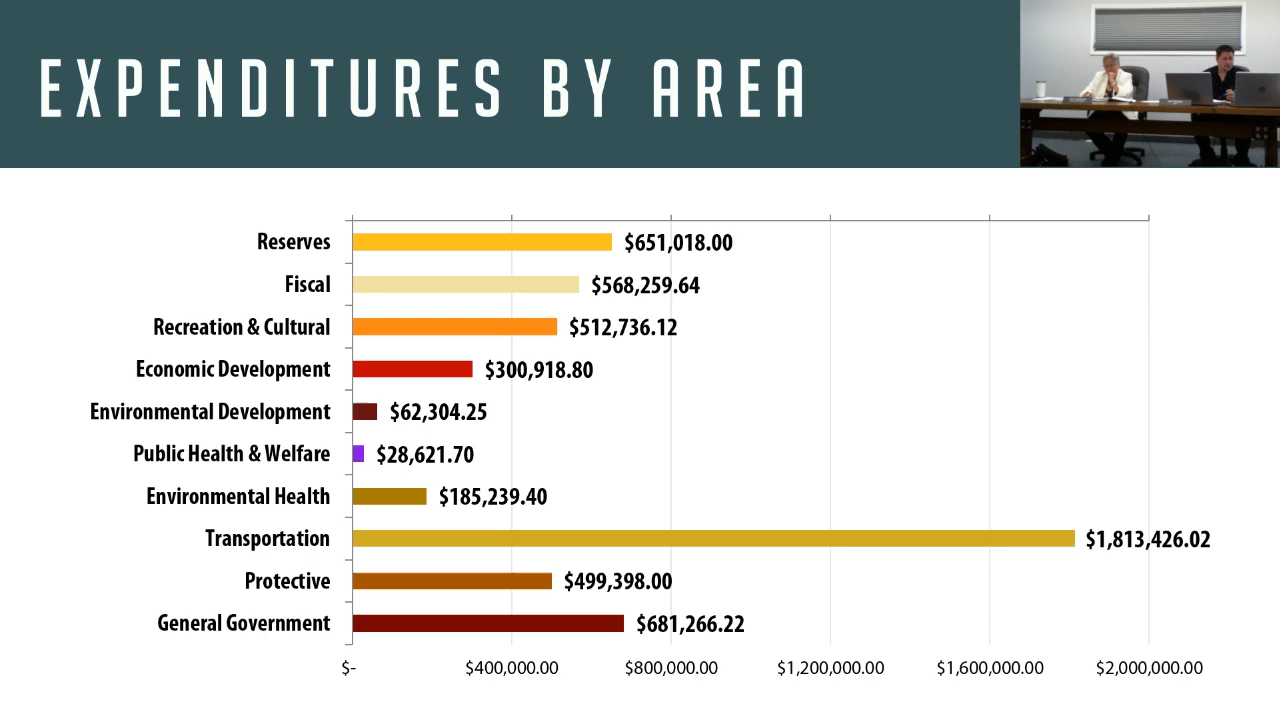 EXPENDITURES BY AREA
Reserves $651,018.00
Fiscal $568,259.64
Recreation & Cultural $512,736.12
Economic Development $300,918.80
Environmental Development $62,304.25
Public Health & Welfare $28,621.70
Environmental Health $185,239.40
Transportation $1,813,426.02
Protective $499,398.00
General Government $681,266.22
$- $400,000.00 $800,000.00 $1,200,000.00 $1,600,000.00 $2,000,000.00